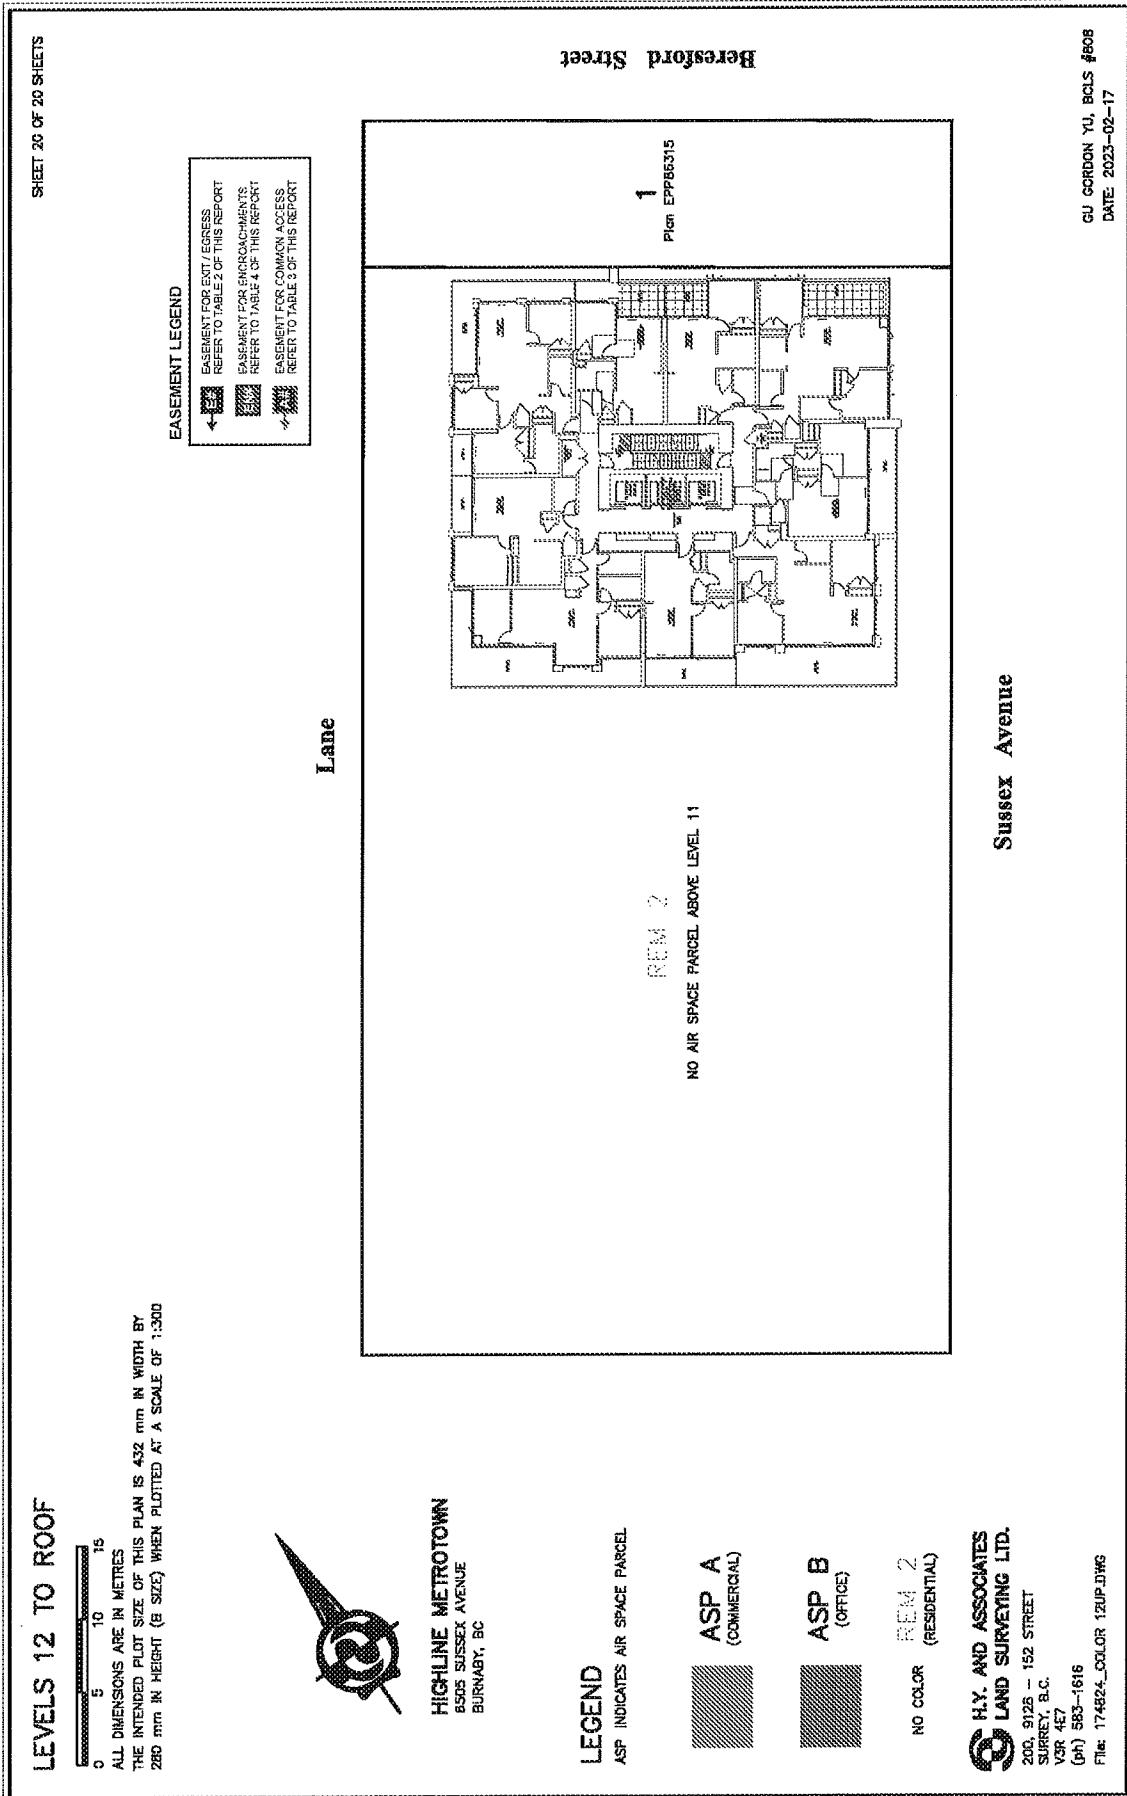 LEVELS 12 TO ROOF
0 5 10 15
ALL DIMENSIONS ARE IN METRES
THE INTENDED PLOT SIZE OF THIS PLAN IS 432 mm IN WIDTH BY
280 mm IN HEIGHT (B SIZE) WHEN PLOTTED AT A SCALE OF 1:300
SHEET 20 OF 20 SHEETS
EASEMENT LEGEND
EASEMENT FOR EXIT / EGRESS
REFER TO TABLE 2 OF THIS REPORT
EASEMENT FOR ENCROACHMENTS
REFER TO TABLE 4 OF THIS REPORT
EASEMENT FOR COMMON ACCESS
REFER TO TABLE 3 OF THIS REPORT
HIGHLINE METROTOWN
6505 SUSSEX AVENUE
BURNABY, BC
Lane
Beresford Street
1
Plan EPP86315
REM 2
NO AIR SPACE PARCEL ABOVE LEVEL 11
Sussex Avenue
LEGEND
ASP INDICATES AIR SPACE PARCEL
ASP A
(COMMERCIAL)
ASP B
(OFFICE)
NO COLOR REM 2
(RESIDENTIAL)
H.Y. AND ASSOCIATES
LAND SURVEYING LTD.
200, 9128 - 152 STREET
SURREY, B.C.
V3R 4E7
(ph) 583-1616
File: 174624_COLOR 12UP.DWG
GU GORDON YU, BCLS #808
DATE: 2023-02-17